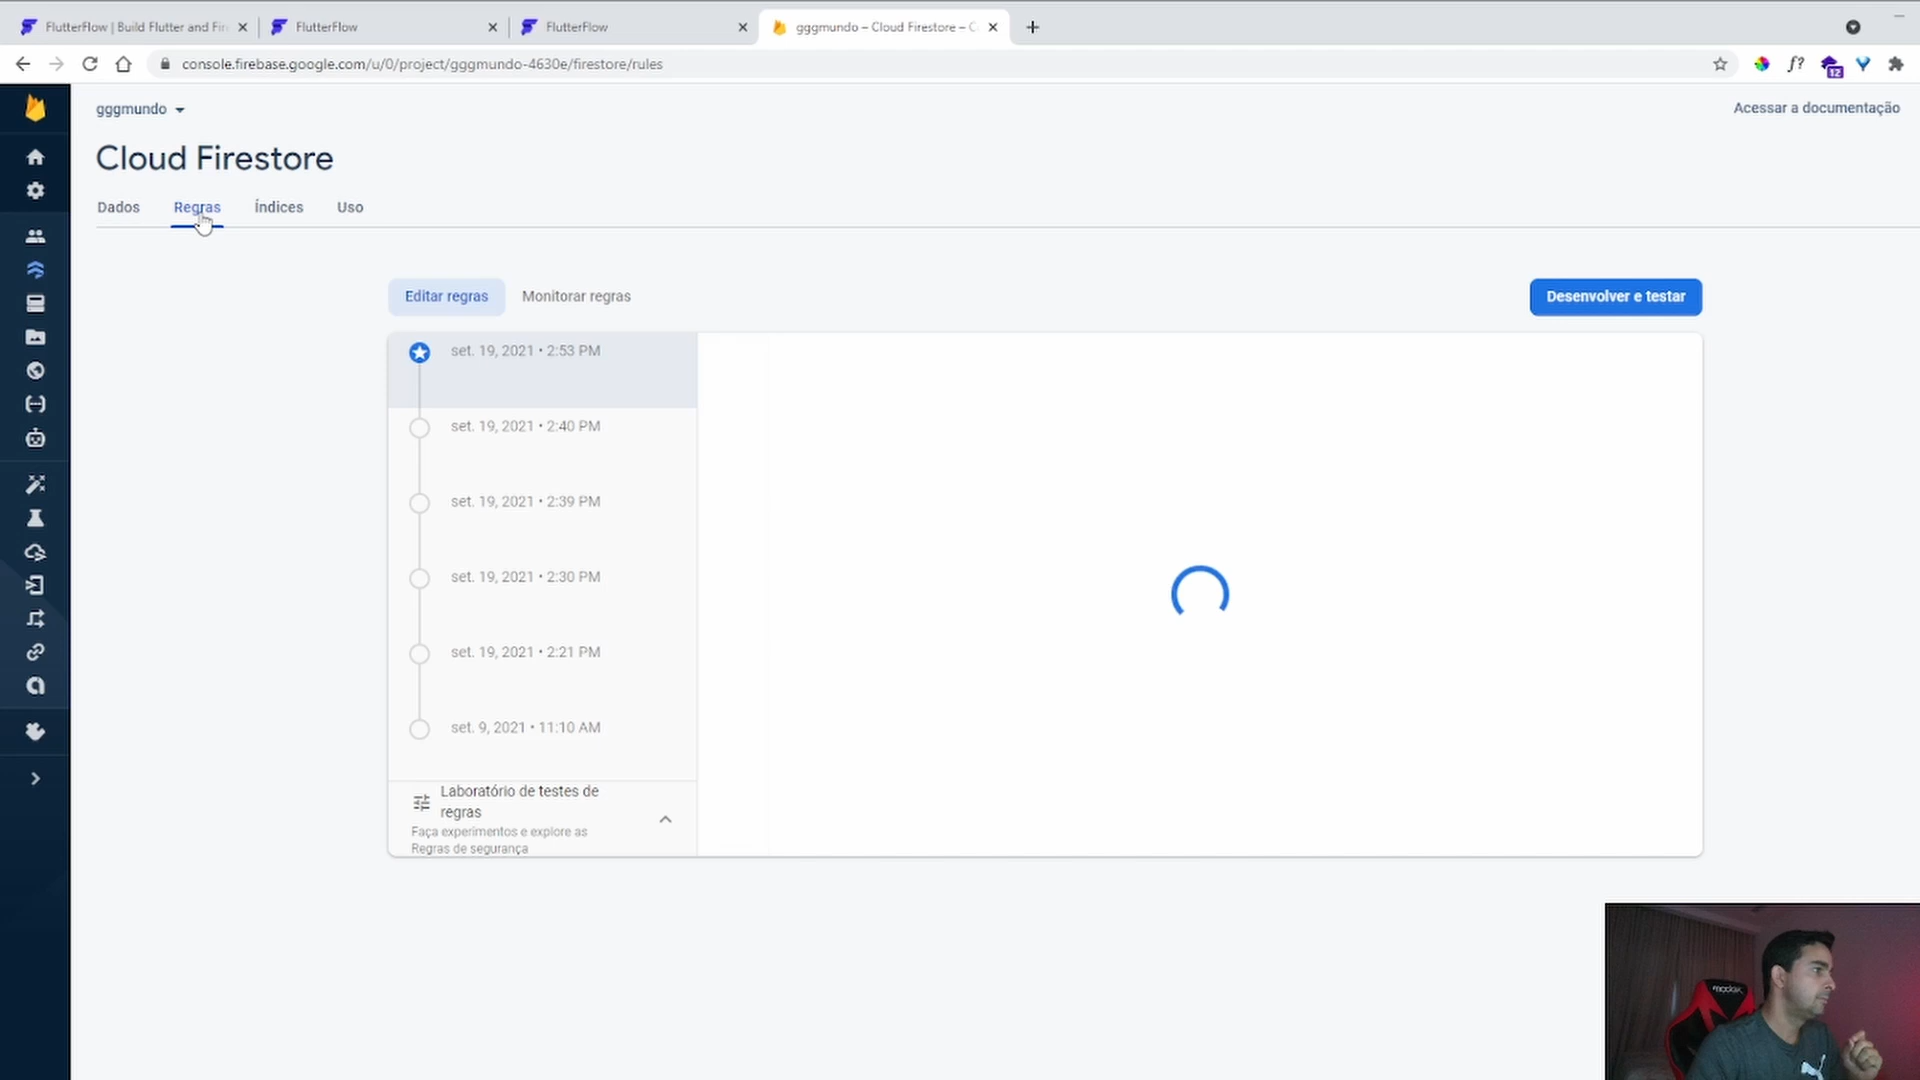 FlutterFlow | Build Flutter and Fir
FlutterFlow
FlutterFlow
gggmundo – Cloud Firestore – C
console.firebase.google.com/u/0/project/gggmundo-4630e/firestore/rules
f?
12
gggmundo
Acessar a documentação
Cloud Firestore
Dados Regras Índices Uso
Editar regras Monitorar regras
Desenvolver e testar
set. 19, 2021 • 2:53 PM
set. 19, 2021 • 2:40 PM
set. 19, 2021 • 2:39 PM
set. 19, 2021 • 2:30 PM
set. 19, 2021 • 2:21 PM
set. 9, 2021 • 11:10 AM
Laboratório de testes de
regras
Faça experimentos e explore as
Regras de segurança